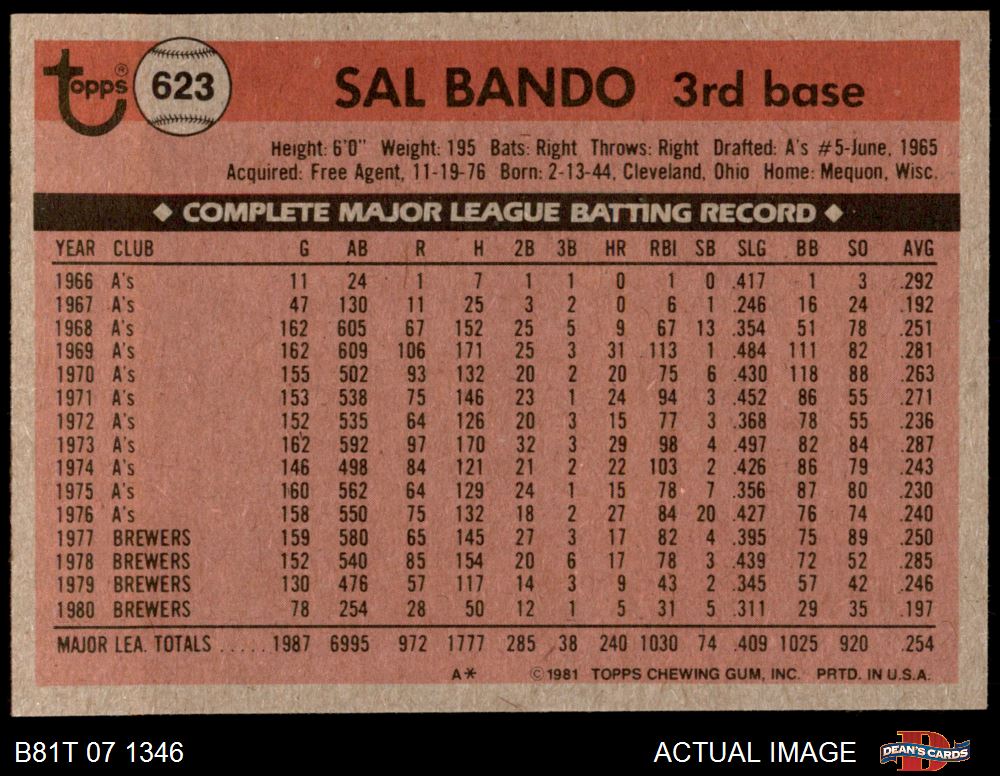 Topps® 623 SAL BANDO 3rd base
Height: 6'0" Weight: 195 Bats: Right Throws: Right Drafted: A's #5-June, 1965
Acquired: Free Agent, 11-19-76 Born: 2-13-44, Cleveland, Ohio Home: Mequon, Wisc.
◆ COMPLETE MAJOR LEAGUE BATTING RECORD ◆
YEAR CLUB G AB R H 2B 3B HR RBI SB SLG BB SO AVG
1966 A's 11 24 1 7 1 1 0 1 0 .417 1 3 .292
1967 A's 47 130 11 25 3 2 0 6 1 .246 16 24 .192
1968 A's 162 605 67 152 25 5 9 67 13 .354 51 78 .251
1969 A's 162 609 106 171 25 3 31 113 1 .484 111 82 .281
1970 A's 155 502 93 132 20 2 20 75 6 .430 118 88 .263
1971 A's 153 538 75 146 23 1 24 94 3 .452 86 55 .271
1972 A's 152 535 64 126 20 3 15 77 3 .368 78 55 .236
1973 A's 162 592 97 170 32 3 29 98 4 .497 82 84 .287
1974 A's 146 498 84 121 21 2 22 103 2 .426 86 79 .243
1975 A's 160 562 64 129 24 1 15 78 7 .356 87 80 .230
1976 A's 158 550 75 132 18 2 27 84 20 .427 76 74 .240
1977 BREWERS 159 580 65 145 27 3 17 82 4 .395 75 89 .250
1978 BREWERS 152 540 85 154 20 6 17 78 3 .439 72 52 .285
1979 BREWERS 130 476 57 117 14 3 9 43 2 .345 57 42 .246
1980 BREWERS 78 254 28 50 12 1 5 31 5 .311 29 35 .197
MAJOR LEA. TOTALS ..... 1987 6995 972 1777 285 38 240 1030 74 .409 1025 920 .254
A* ©1981 TOPPS CHEWING GUM, INC. PRTD. IN U.S.A.
B81T 07 1346 ACTUAL IMAGE D DEAN'S CARDS